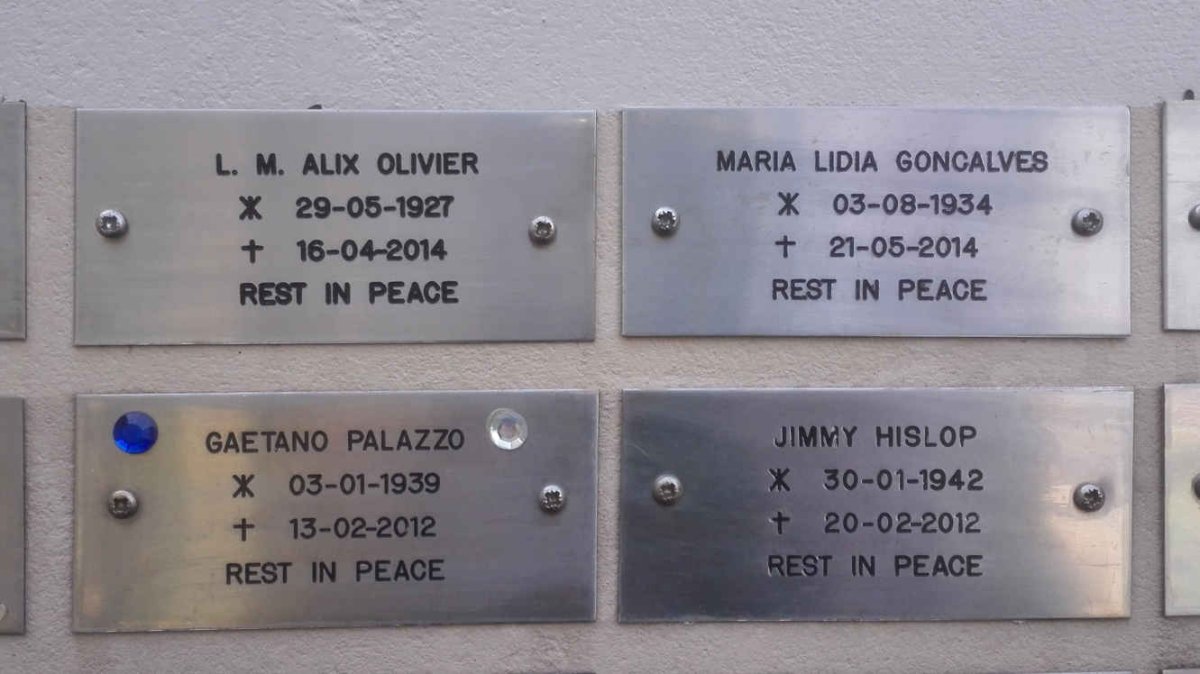 L. M. ALIX OLIVIER
29-05-1927
† 16-04-2014
REST IN PEACE
MARIA LIDIA GONCALVES
03-08-1934
† 21-05-2014
REST IN PEACE
GAETANO PALAZZO
03-01-1939
† 13-02-2012
REST IN PEACE
JIMMY HISLOP
30-01-1942
† 20-02-2012
REST IN PEACE